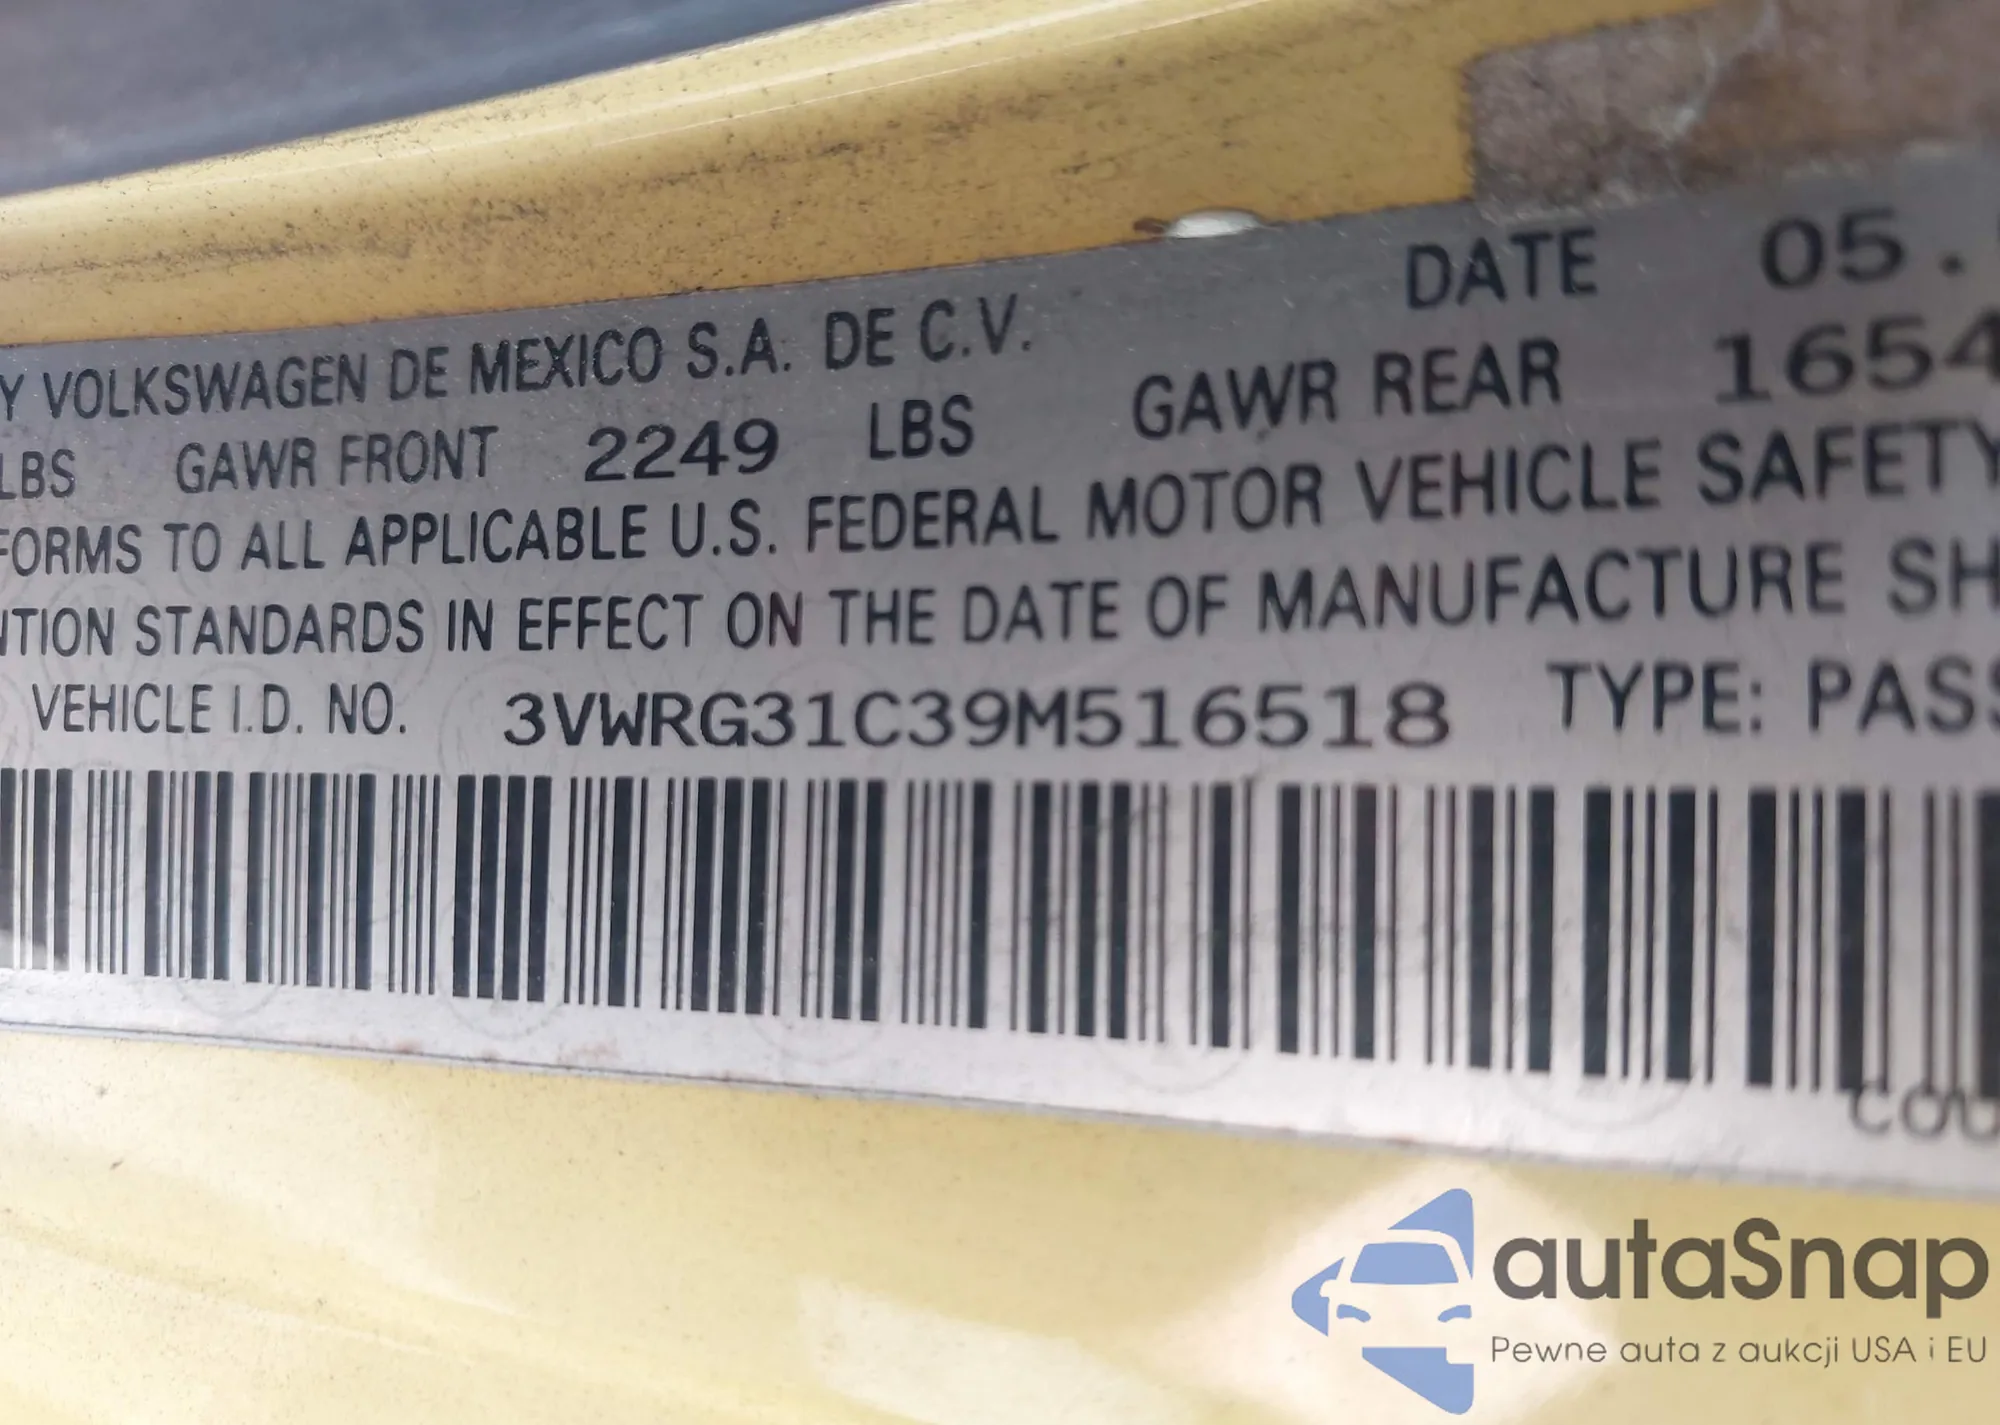 Y VOLKSWAGEN DE MEXICO S.A. DE C.V. DATE 05.
LBS GAWR FRONT 2249 LBS GAWR REAR 1654
FORMS TO ALL APPLICABLE U.S. FEDERAL MOTOR VEHICLE SAFETY
NTION STANDARDS IN EFFECT ON THE DATE OF MANUFACTURE SH
VEHICLE I.D. NO. 3VWRG31C39M516518 TYPE: PASS
COU
autaSnap
Pewne auta z aukcji USA i EU